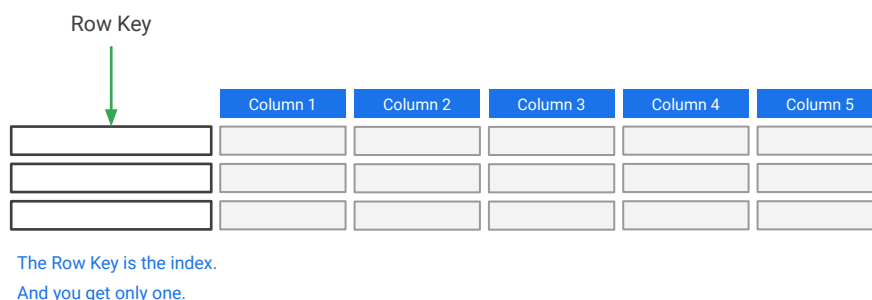 Row Key
Column 1 Column 2 Column 3 Column 4 Column 5
The Row Key is the index.
And you get only one.